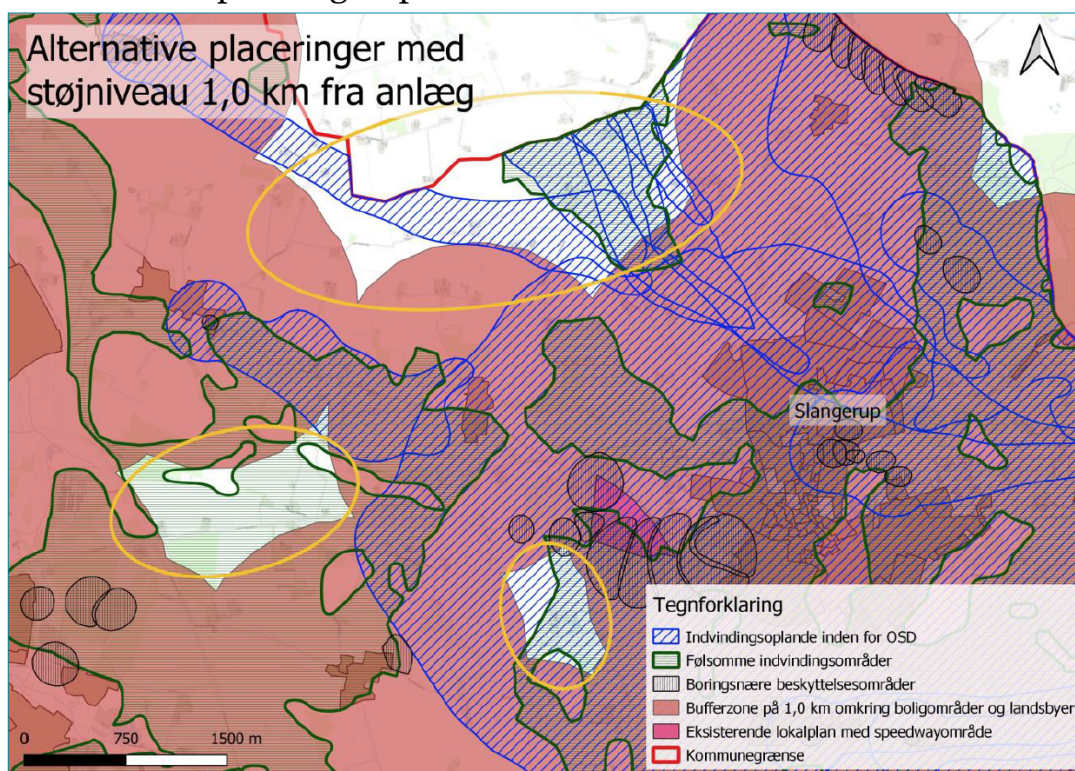 Alternative placeringer med
støjniveau 1,0 km fra anlæg
Slangerup
Tegnforklaring
Indvindingsoplande inden for OSD
Følsomme indvindingsområder
Boringsnære beskyttelsesområder
Bufferzone på 1,0 km omkring boligområder og landsbyer
Eksisterende lokalplan med speedwayområde
Kommunegrænse
0 750 1500 m